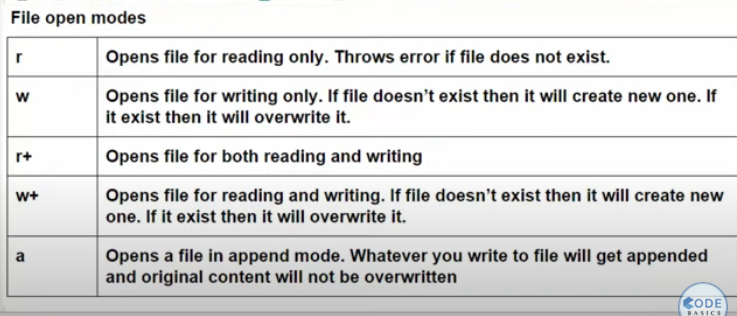 File open modes
r Opens file for reading only. Throws error if file does not exist.
w Opens file for writing only. If file doesn't exist then it will create new one. If
it exist then it will overwrite it.
r+ Opens file for both reading and writing
w+ Opens file for reading and writing. If file doesn't exist then it will create new
one. If it exist then it will overwrite it.
a Opens a file in append mode. Whatever you write to file will get appended
and original content will not be overwritten
CODE
BASICS